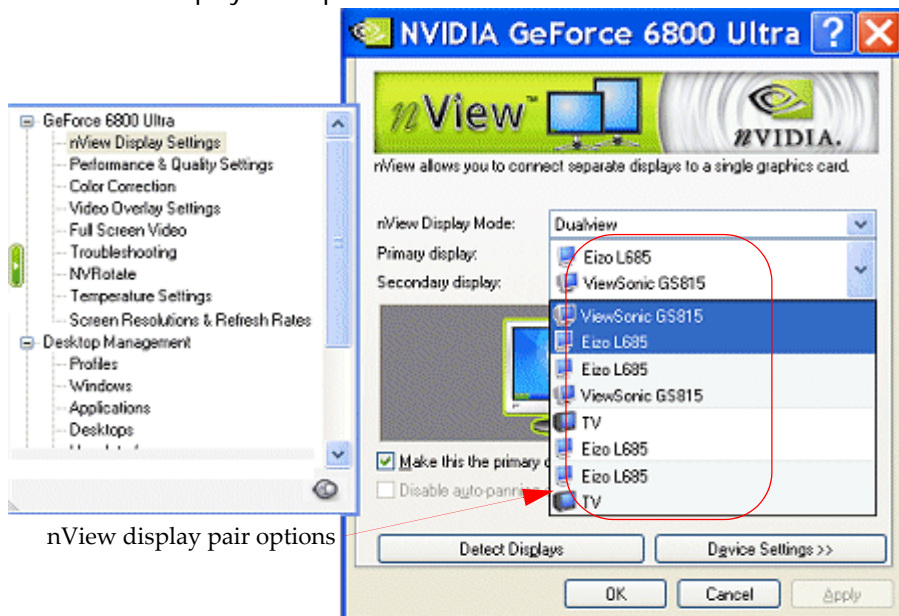 NVIDIA GeForce 6800 Ultra
GeForce 6800 Ultra
nView Display Settings
Performance & Quality Settings
Color Correction
Video Overlay Settings
Full Screen Video
Troubleshooting
NVRotate
Temperature Settings
Screen Resolutions & Refresh Rates
Desktop Management
Profiles
Windows
Applications
Desktops
nView display pair options
nView™
NVIDIA.
nView allows you to connect separate displays to a single graphics card.
nView Display Mode: Dualview
Primary display: Eizo L685
Secondary display: ViewSonic GS815
ViewSonic GS815
Eizo L685
Eizo L685
ViewSonic GS815
TV
Eizo L685
Eizo L685
TV
Make this the primary
Disable auto-panning
Detect Displays
Device Settings >>
OK
Cancel
Apply